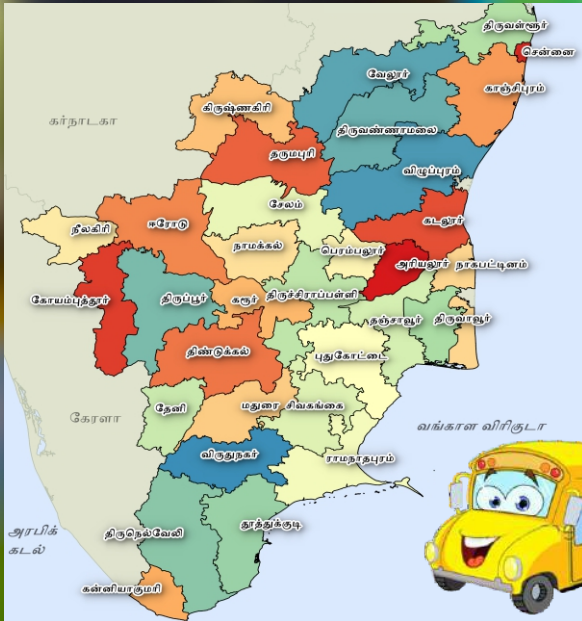 திருவள்ளூர்
சென்னை
வேலூர்
காஞ்சிபுரம்
கிருஷ்ணகிரி
கர்நாடகா
திருவண்ணாமலை
தருமபுரி
விழுப்புரம்
சேலம்
கடலூர்
நீலகிரி
ஈரோடு
நாமக்கல்
பெரம்பலூர்
அரியலூர்
நாகபட்டினம்
கோயம்புத்தூர்
திருப்பூர்
கரூர்
திருச்சிராப்பள்ளி
தஞ்சாவூர்
திருவாவூர்
திண்டுக்கல்
புதுகோட்டை
தேனி
மதுரை
சிவகங்கை
கேரளா
வங்காள விரிகுடா
விருதுநகர்
ராமநாதபுரம்
அரபிக்
கடல்
திருநெல்வேலி
தூத்துக்குடி
கன்னியாகுமரி